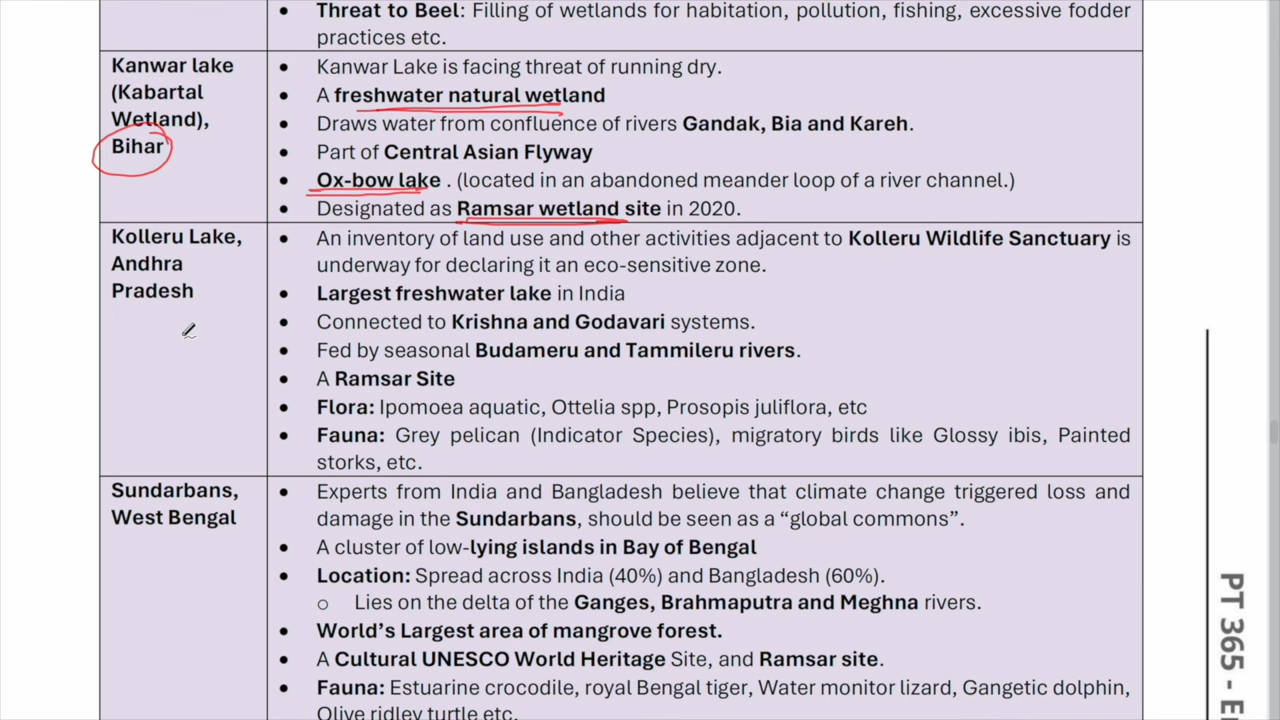 • Threat to Beel: Filling of wetlands for habitation, pollution, fishing, excessive fodder
practices etc.
Kanwar lake
(Kabartal
Wetland),
Bihar
• Kanwar Lake is facing threat of running dry.
• A freshwater natural wetland
• Draws water from confluence of rivers Gandak, Bia and Kareh.
• Part of Central Asian Flyway
• Ox-bow lake . (located in an abandoned meander loop of a river channel.)
• Designated as Ramsar wetland site in 2020.
Kolleru Lake,
Andhra
Pradesh
• An inventory of land use and other activities adjacent to Kolleru Wildlife Sanctuary is
underway for declaring it an eco-sensitive zone.
• Largest freshwater lake in India
• Connected to Krishna and Godavari systems.
• Fed by seasonal Budameru and Tammileru rivers.
• A Ramsar Site
• Flora: Ipomoea aquatic, Ottelia spp, Prosopis juliflora, etc
• Fauna: Grey pelican (Indicator Species), migratory birds like Glossy ibis, Painted
storks, etc.
Sundarbans,
West Bengal
• Experts from India and Bangladesh believe that climate change triggered loss and
damage in the Sundarbans, should be seen as a “global commons”.
• A cluster of low-lying islands in Bay of Bengal
• Location: Spread across India (40%) and Bangladesh (60%).
o Lies on the delta of the Ganges, Brahmaputra and Meghna rivers.
• World’s Largest area of mangrove forest.
• A Cultural UNESCO World Heritage Site, and Ramsar site.
• Fauna: Estuarine crocodile, royal Bengal tiger, Water monitor lizard, Gangetic dolphin,
Olive ridley turtle etc.
PT 365 -